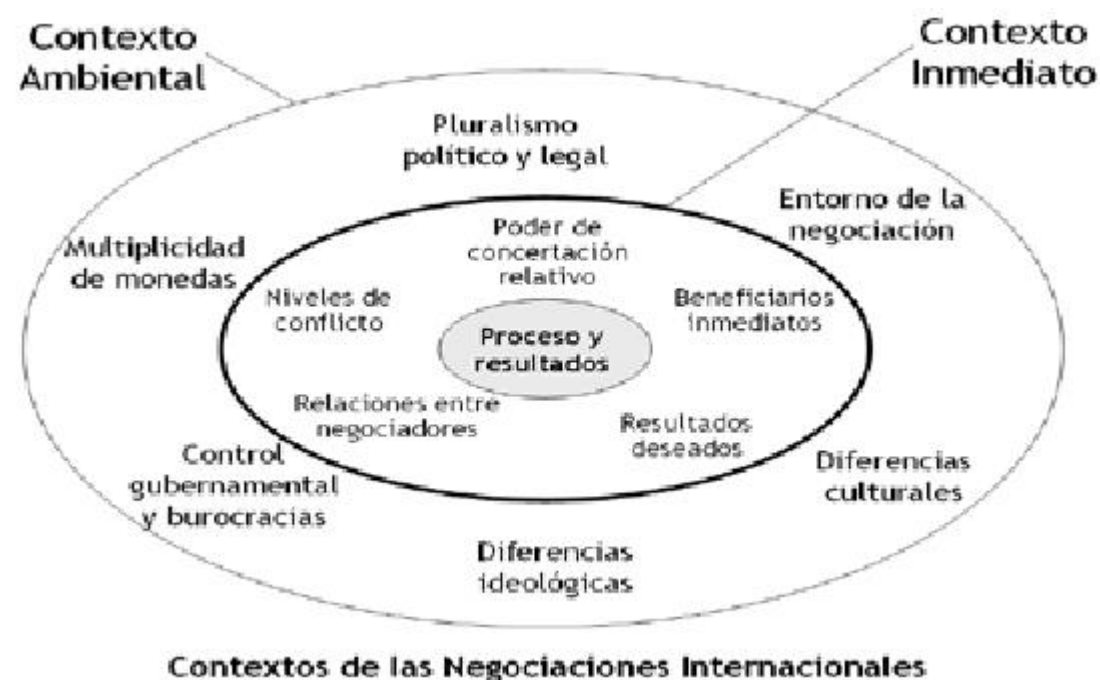 Contexto
Ambiental
Contexto
Inmediato
Pluralismo
político y legal
Entorno de la
negociación
Multiplicidad
de monedas
Poder de
concertación
relativo
Niveles de
conflicto
Beneficiarios
inmediatos
Proceso y
resultados
Relaciones entre
negociadores
Resultados
deseados
Control
gubernamental
y burocracias
Diferencias
culturales
Diferencias
ideológicas
Contextos de las Negociaciones Internacionales